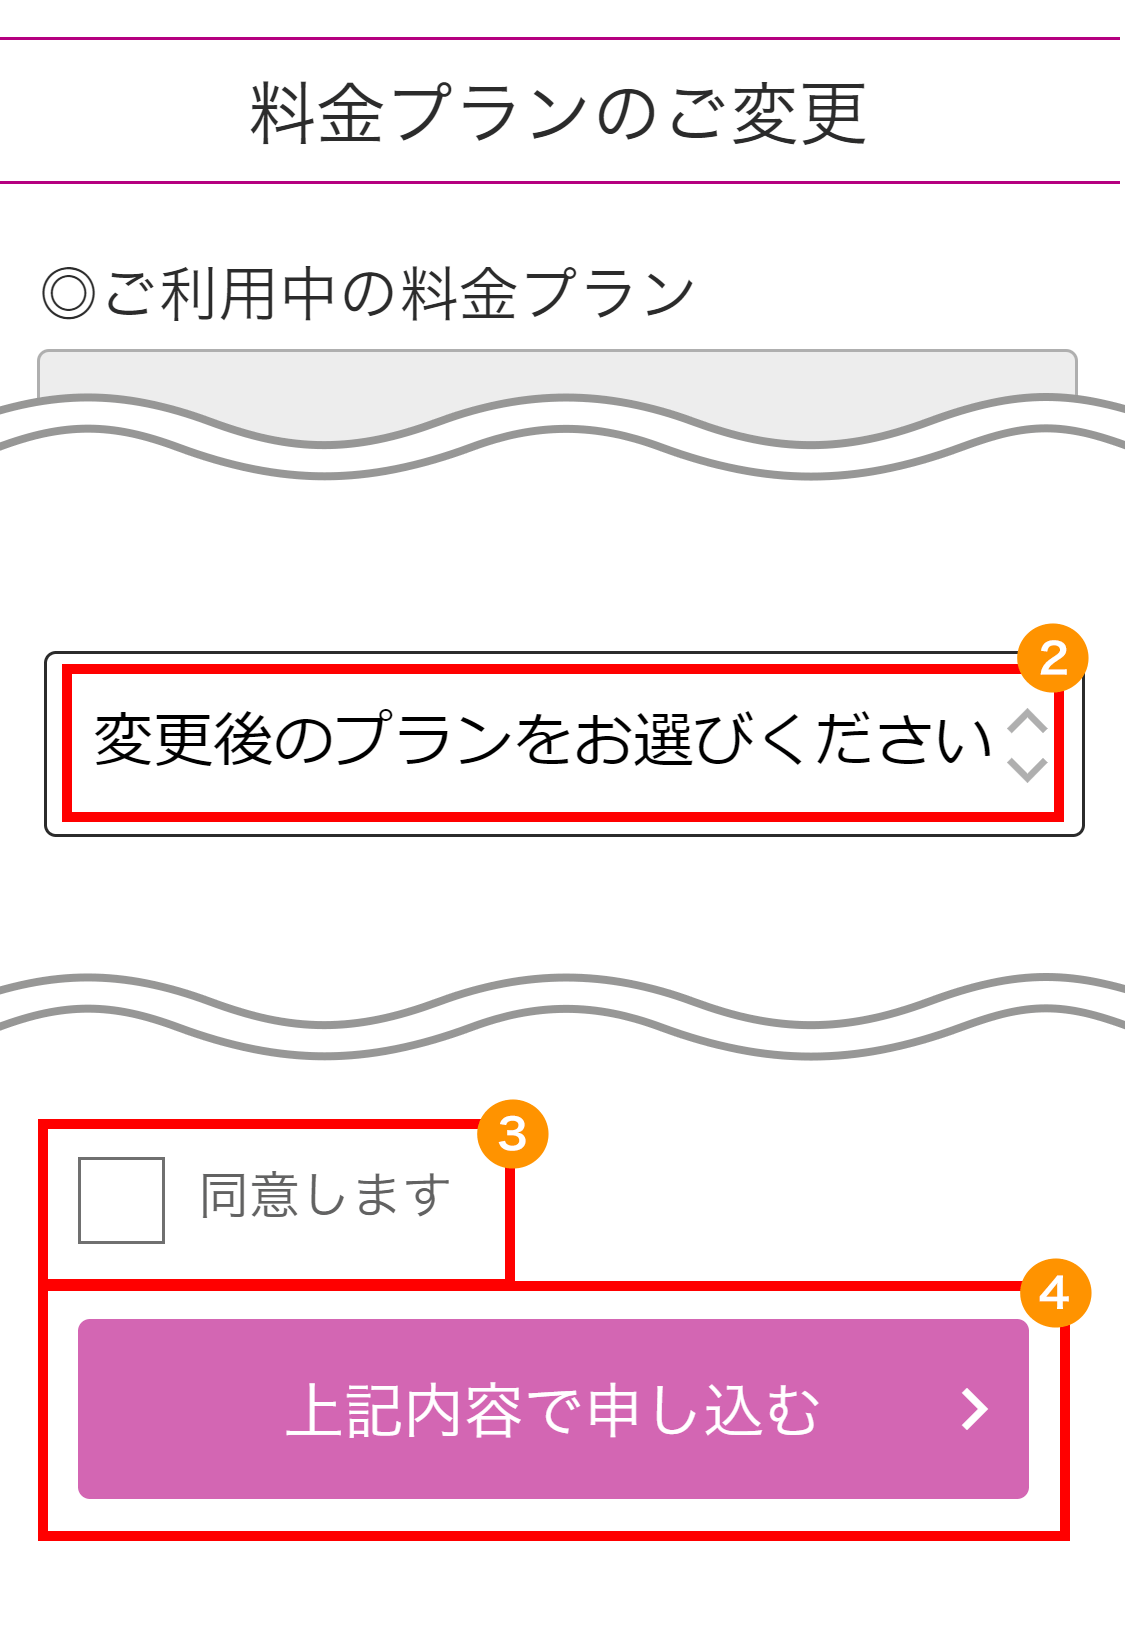 料金プランのご変更
◎ご利用中の料金プラン
2
変更後のプランをお選びください
3
同意します
4
上記内容で申し込む